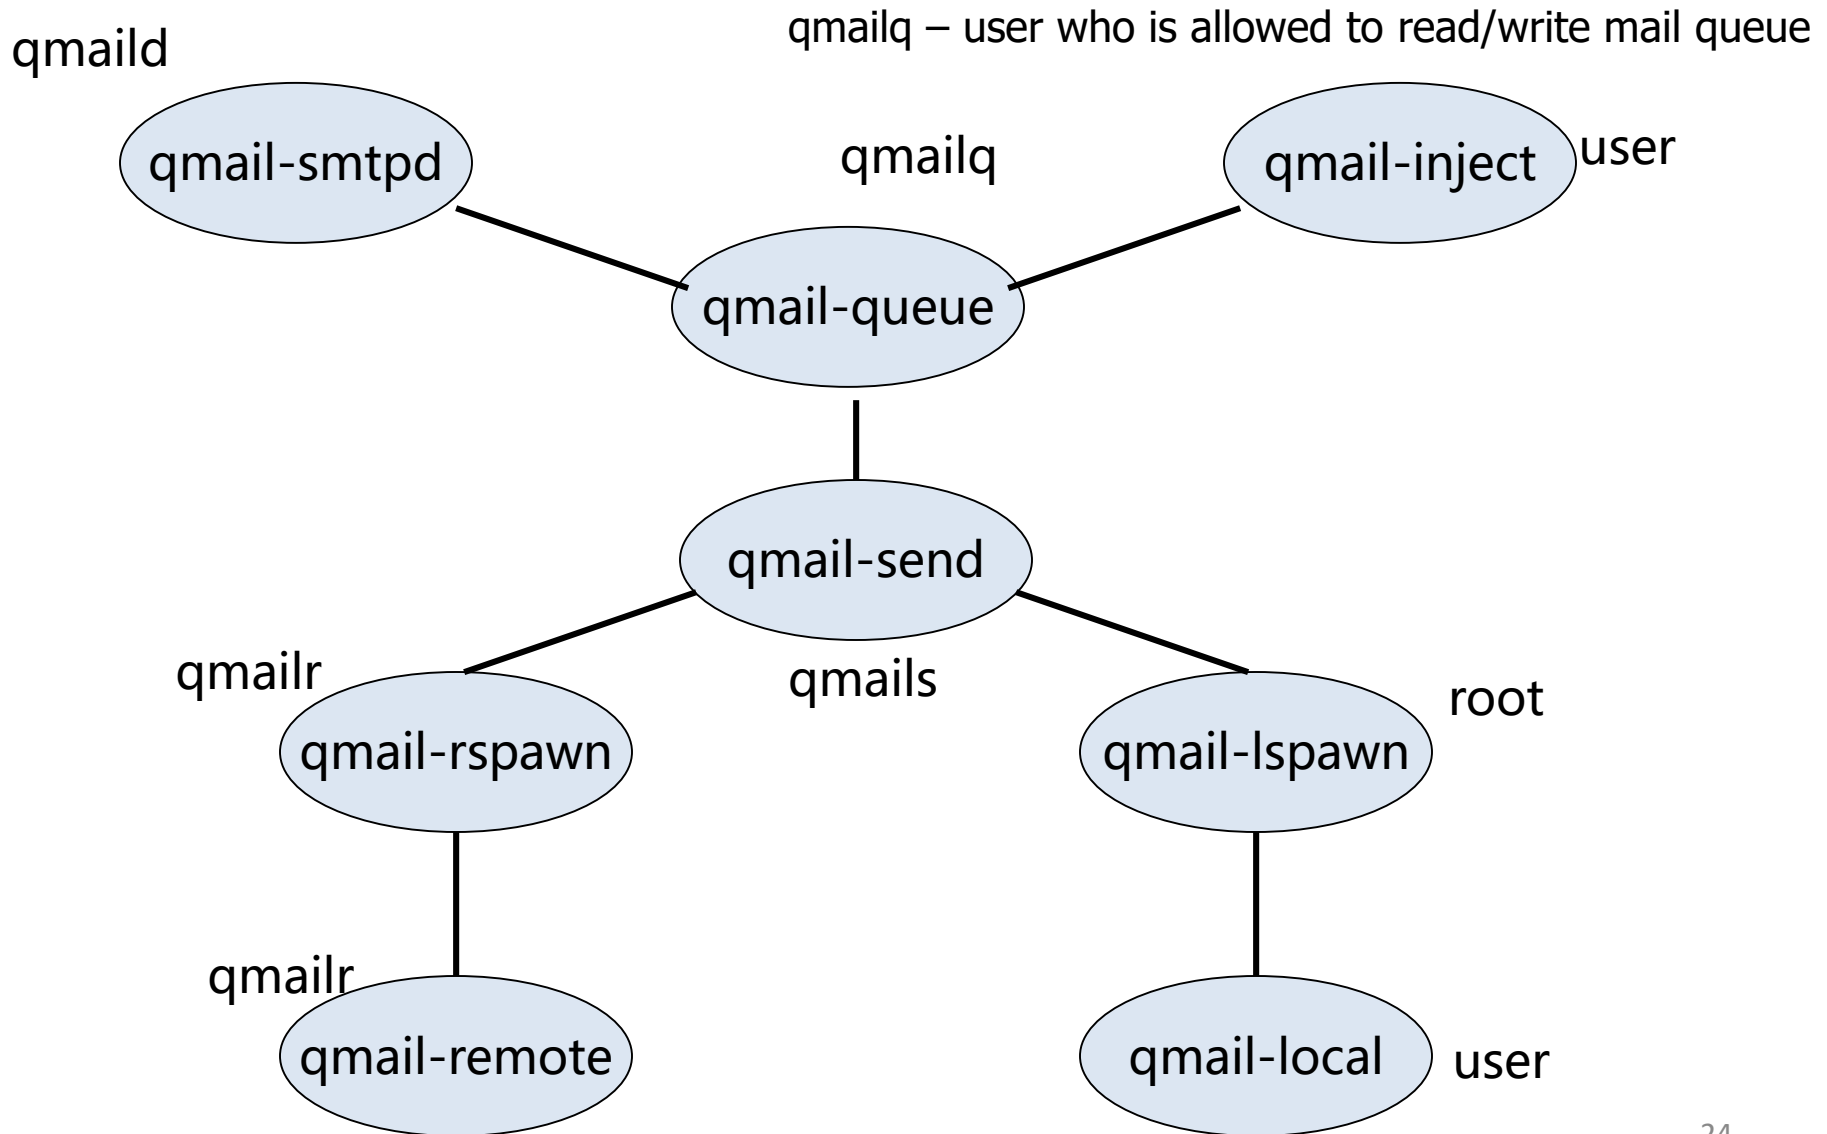 qmailq – user who is allowed to read/write mail queue
qmaild
qmail-smtpd
qmailq
qmail-inject
user
qmail-queue
qmail-send
qmailr
qmails
root
qmail-rspawn
qmail-lspawn
qmailr
qmail-remote
qmail-local
user
24